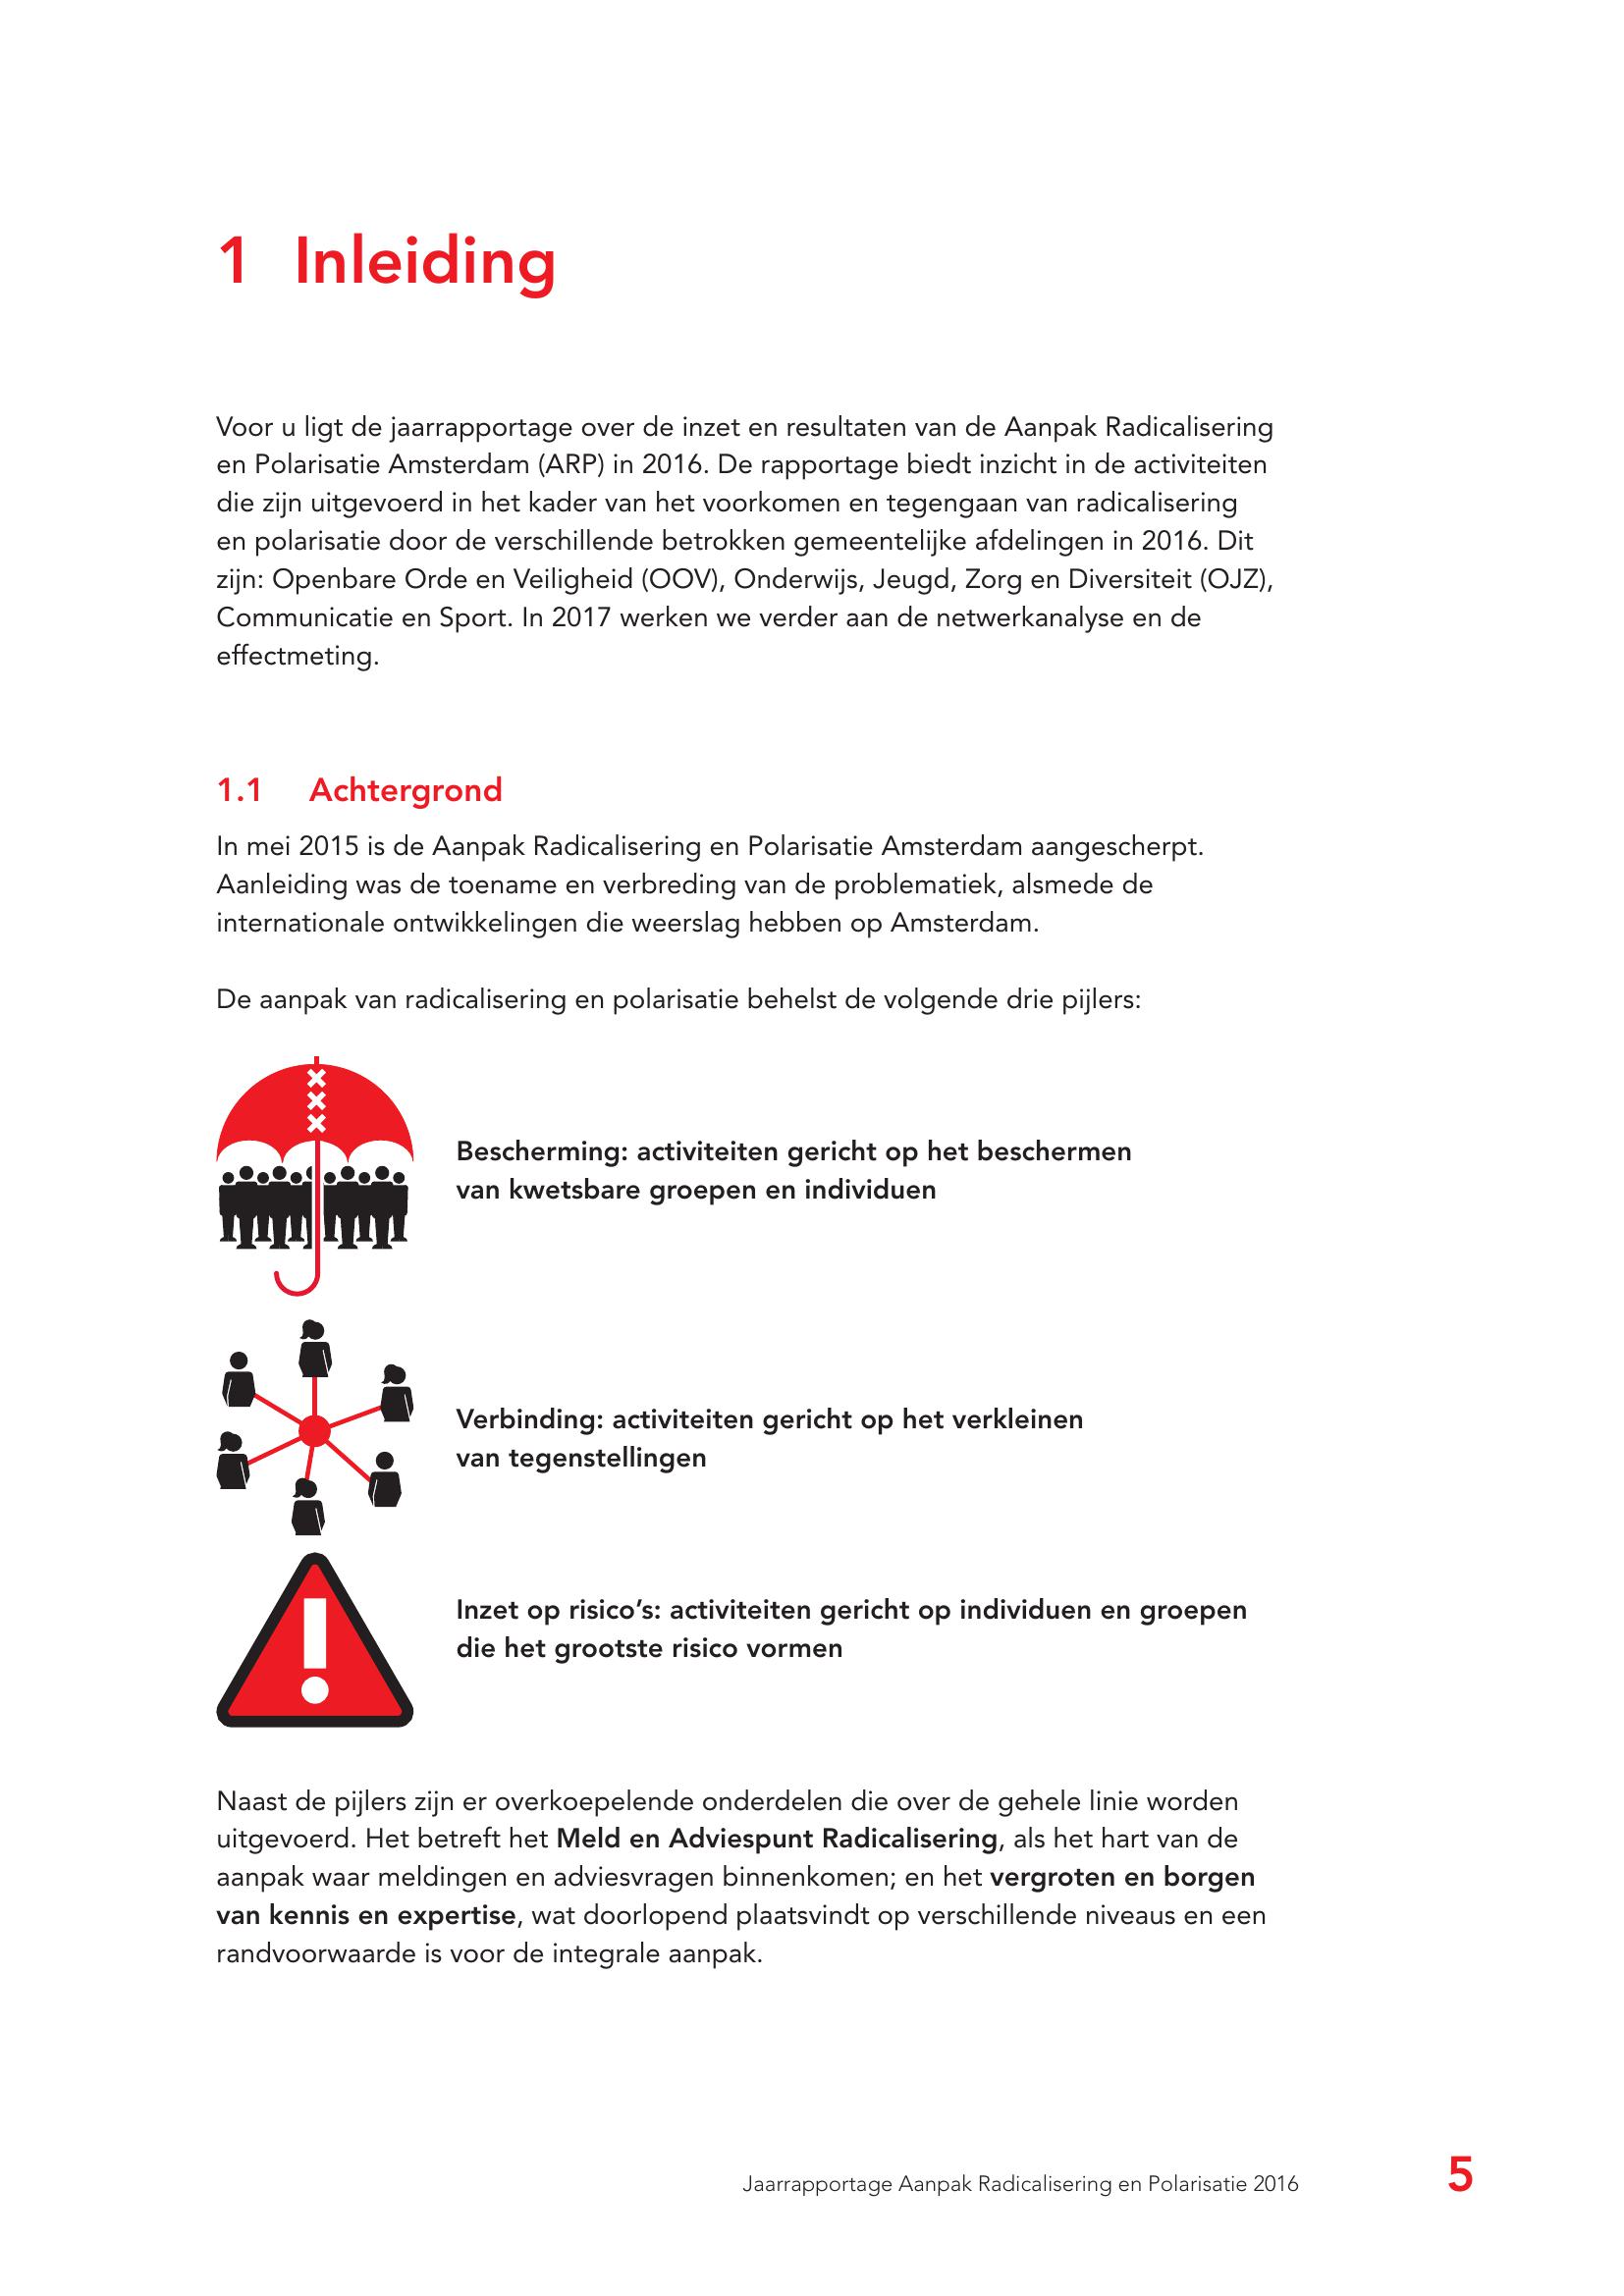 1 Inleiding
Voor u ligt de jaarrapportage over de inzet en resultaten van de Aanpak Radicalisering
en Polarisatie Amsterdam (ARP) in 2016. De rapportage biedt inzicht in de activiteiten
die zijn uitgevoerd in het kader van het voorkomen en tegengaan van radicalisering
en polarisatie door de verschillende betrokken gemeentelijke afdelingen in 2016. Dit
zijn: Openbare Orde en Veiligheid (OOV), Onderwijs, Jeugd, Zorg en Diversiteit (OJZ),
Communicatie en Sport. In 2017 werken we verder aan de netwerkanalyse en de
effectmeting.
1.1 Achtergrond
In mei 2015 is de Aanpak Radicalisering en Polarisatie Amsterdam aangescherpt.
Aanleiding was de toename en verbreding van de problematiek, alsmede de
internationale ontwikkelingen die weerslag hebben op Amsterdam.
De aanpak van radicalisering en polarisatie behelst de volgende drie pijlers:
Bescherming: activiteiten gericht op het beschermen
van kwetsbare groepen en individuen
Verbinding: activiteiten gericht op het verkleinen
van tegenstellingen
Inzet op risico’s: activiteiten gericht op individuen en groepen
die het grootste risico vormen
Naast de pijlers zijn er overkoepelende onderdelen die over de gehele linie worden
uitgevoerd. Het betreft het Meld en Adviespunt Radicalisering, als het hart van de
aanpak waar meldingen en adviesvragen binnenkomen; en het vergroten en borgen
van kennis en expertise, wat doorlopend plaatsvindt op verschillende niveaus en een
randvoorwaarde is voor de integrale aanpak.
Jaarrapportage Aanpak Radicalisering en Polarisatie 2016 5